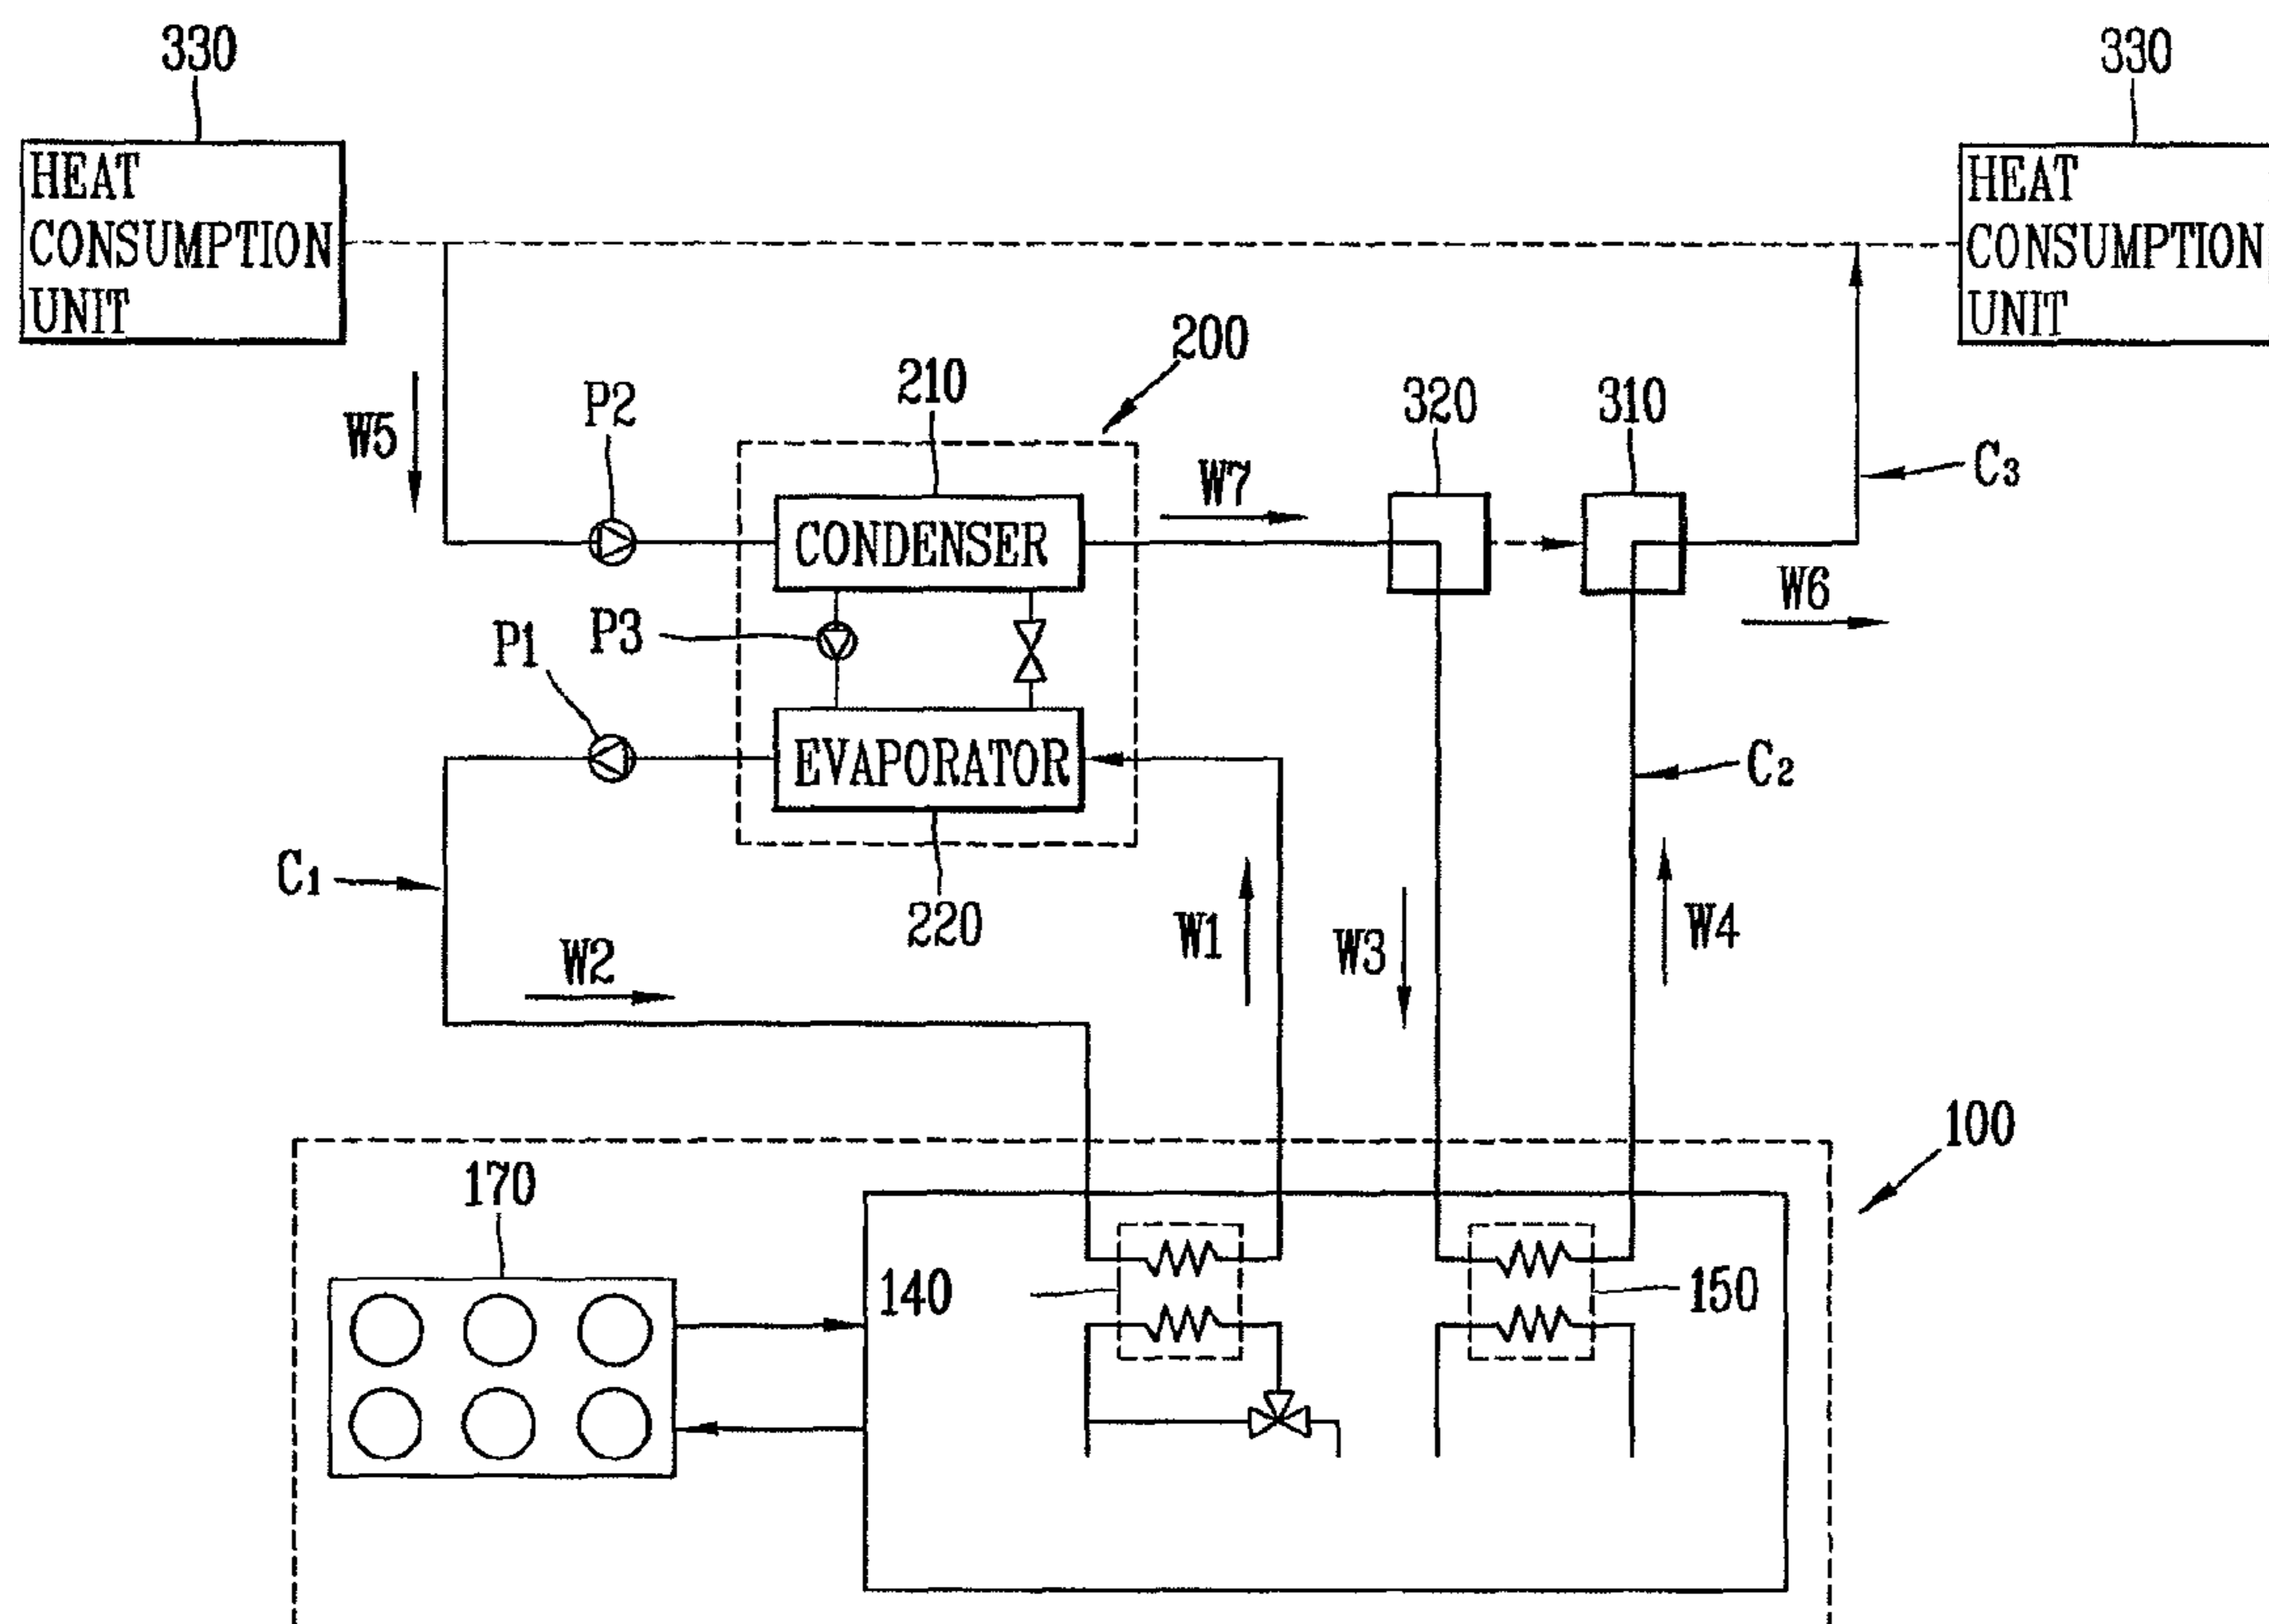 330
330
HEAT
CONSUMPTION
UNIT
HEAT
CONSUMPTION
UNIT
200
210
320
310
P2
W5
W7
C3
CONDENSER
W6
P3
P1
EVAPORATOR
C2
C1
220
W1
W3
W4
W2
100
170
140
150